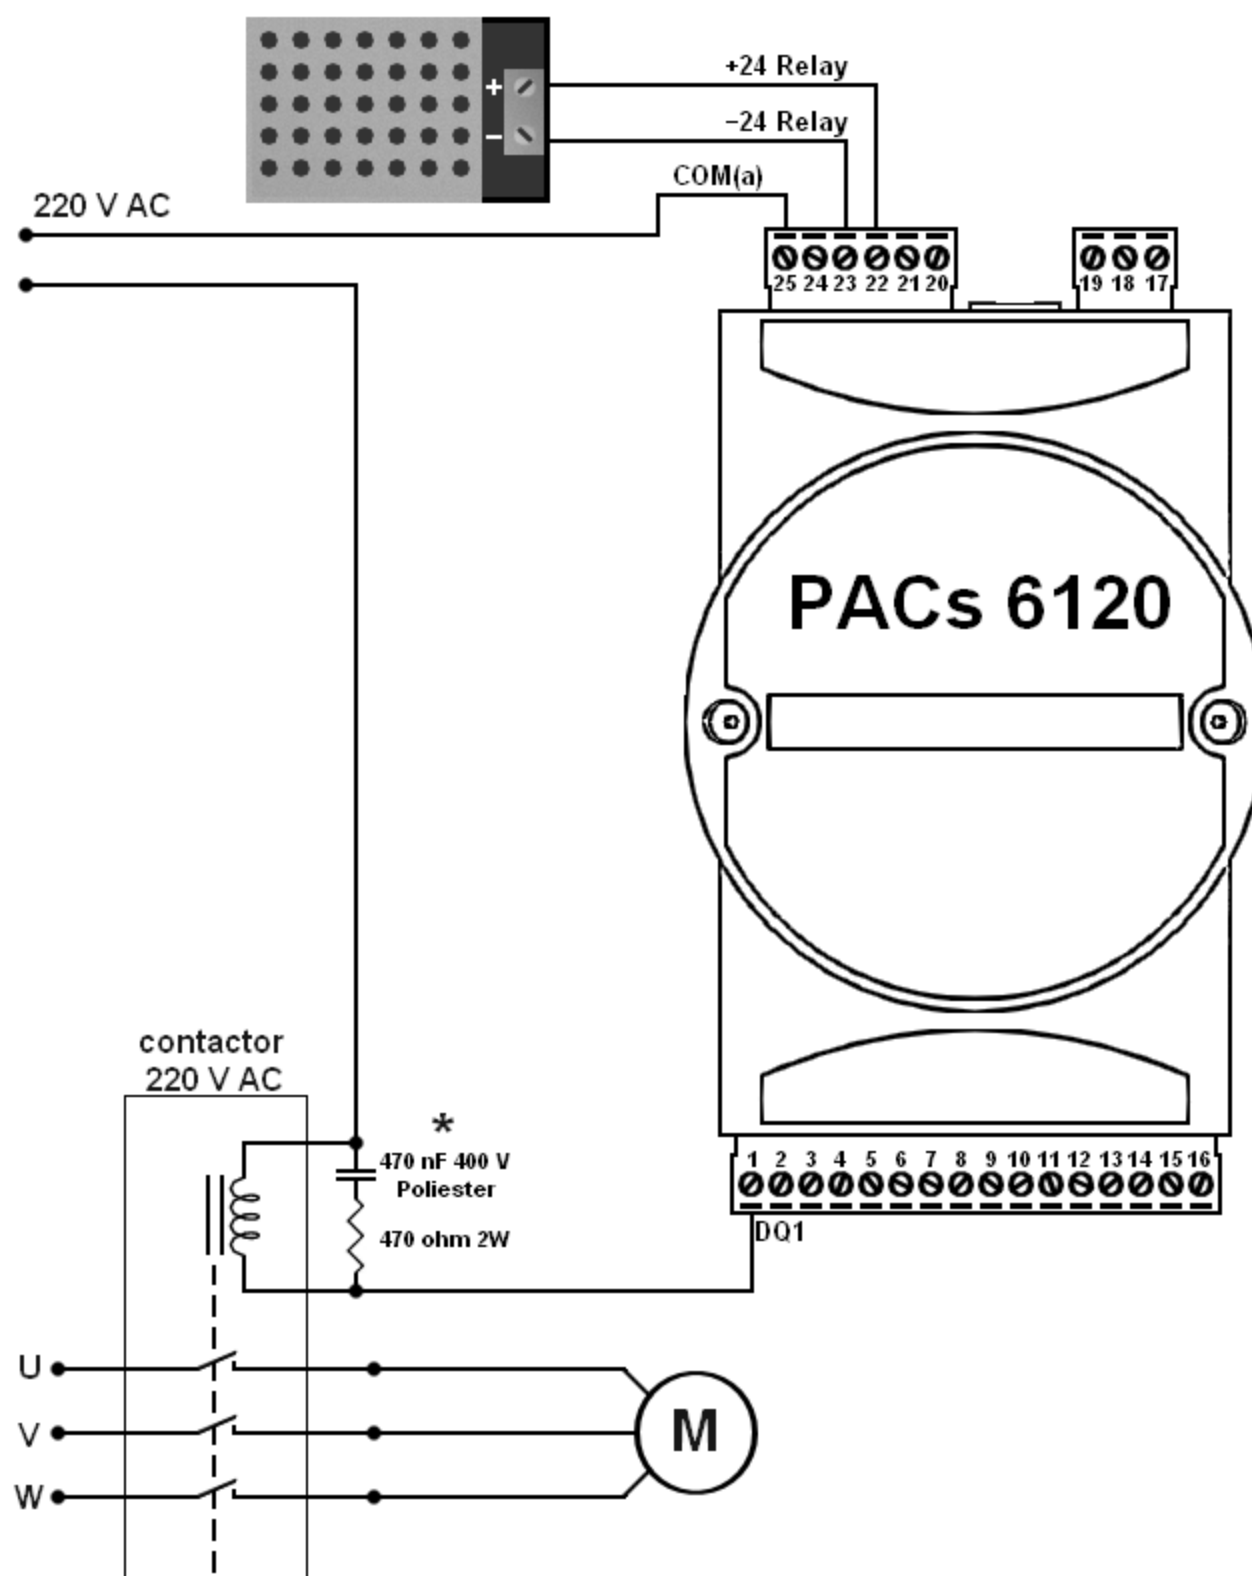 +
−
+24 Relay
−24 Relay
COM(a)
220 V AC
25 24 23 22 21 20
19 18 17
PACs 6120
contactor
220 V AC
*
470 nF 400 V
Poliester
470 ohm 2W
1 2 3 4 5 6 7 8 9 10 11 12 13 14 15 16
DQ1
U
V
W
M